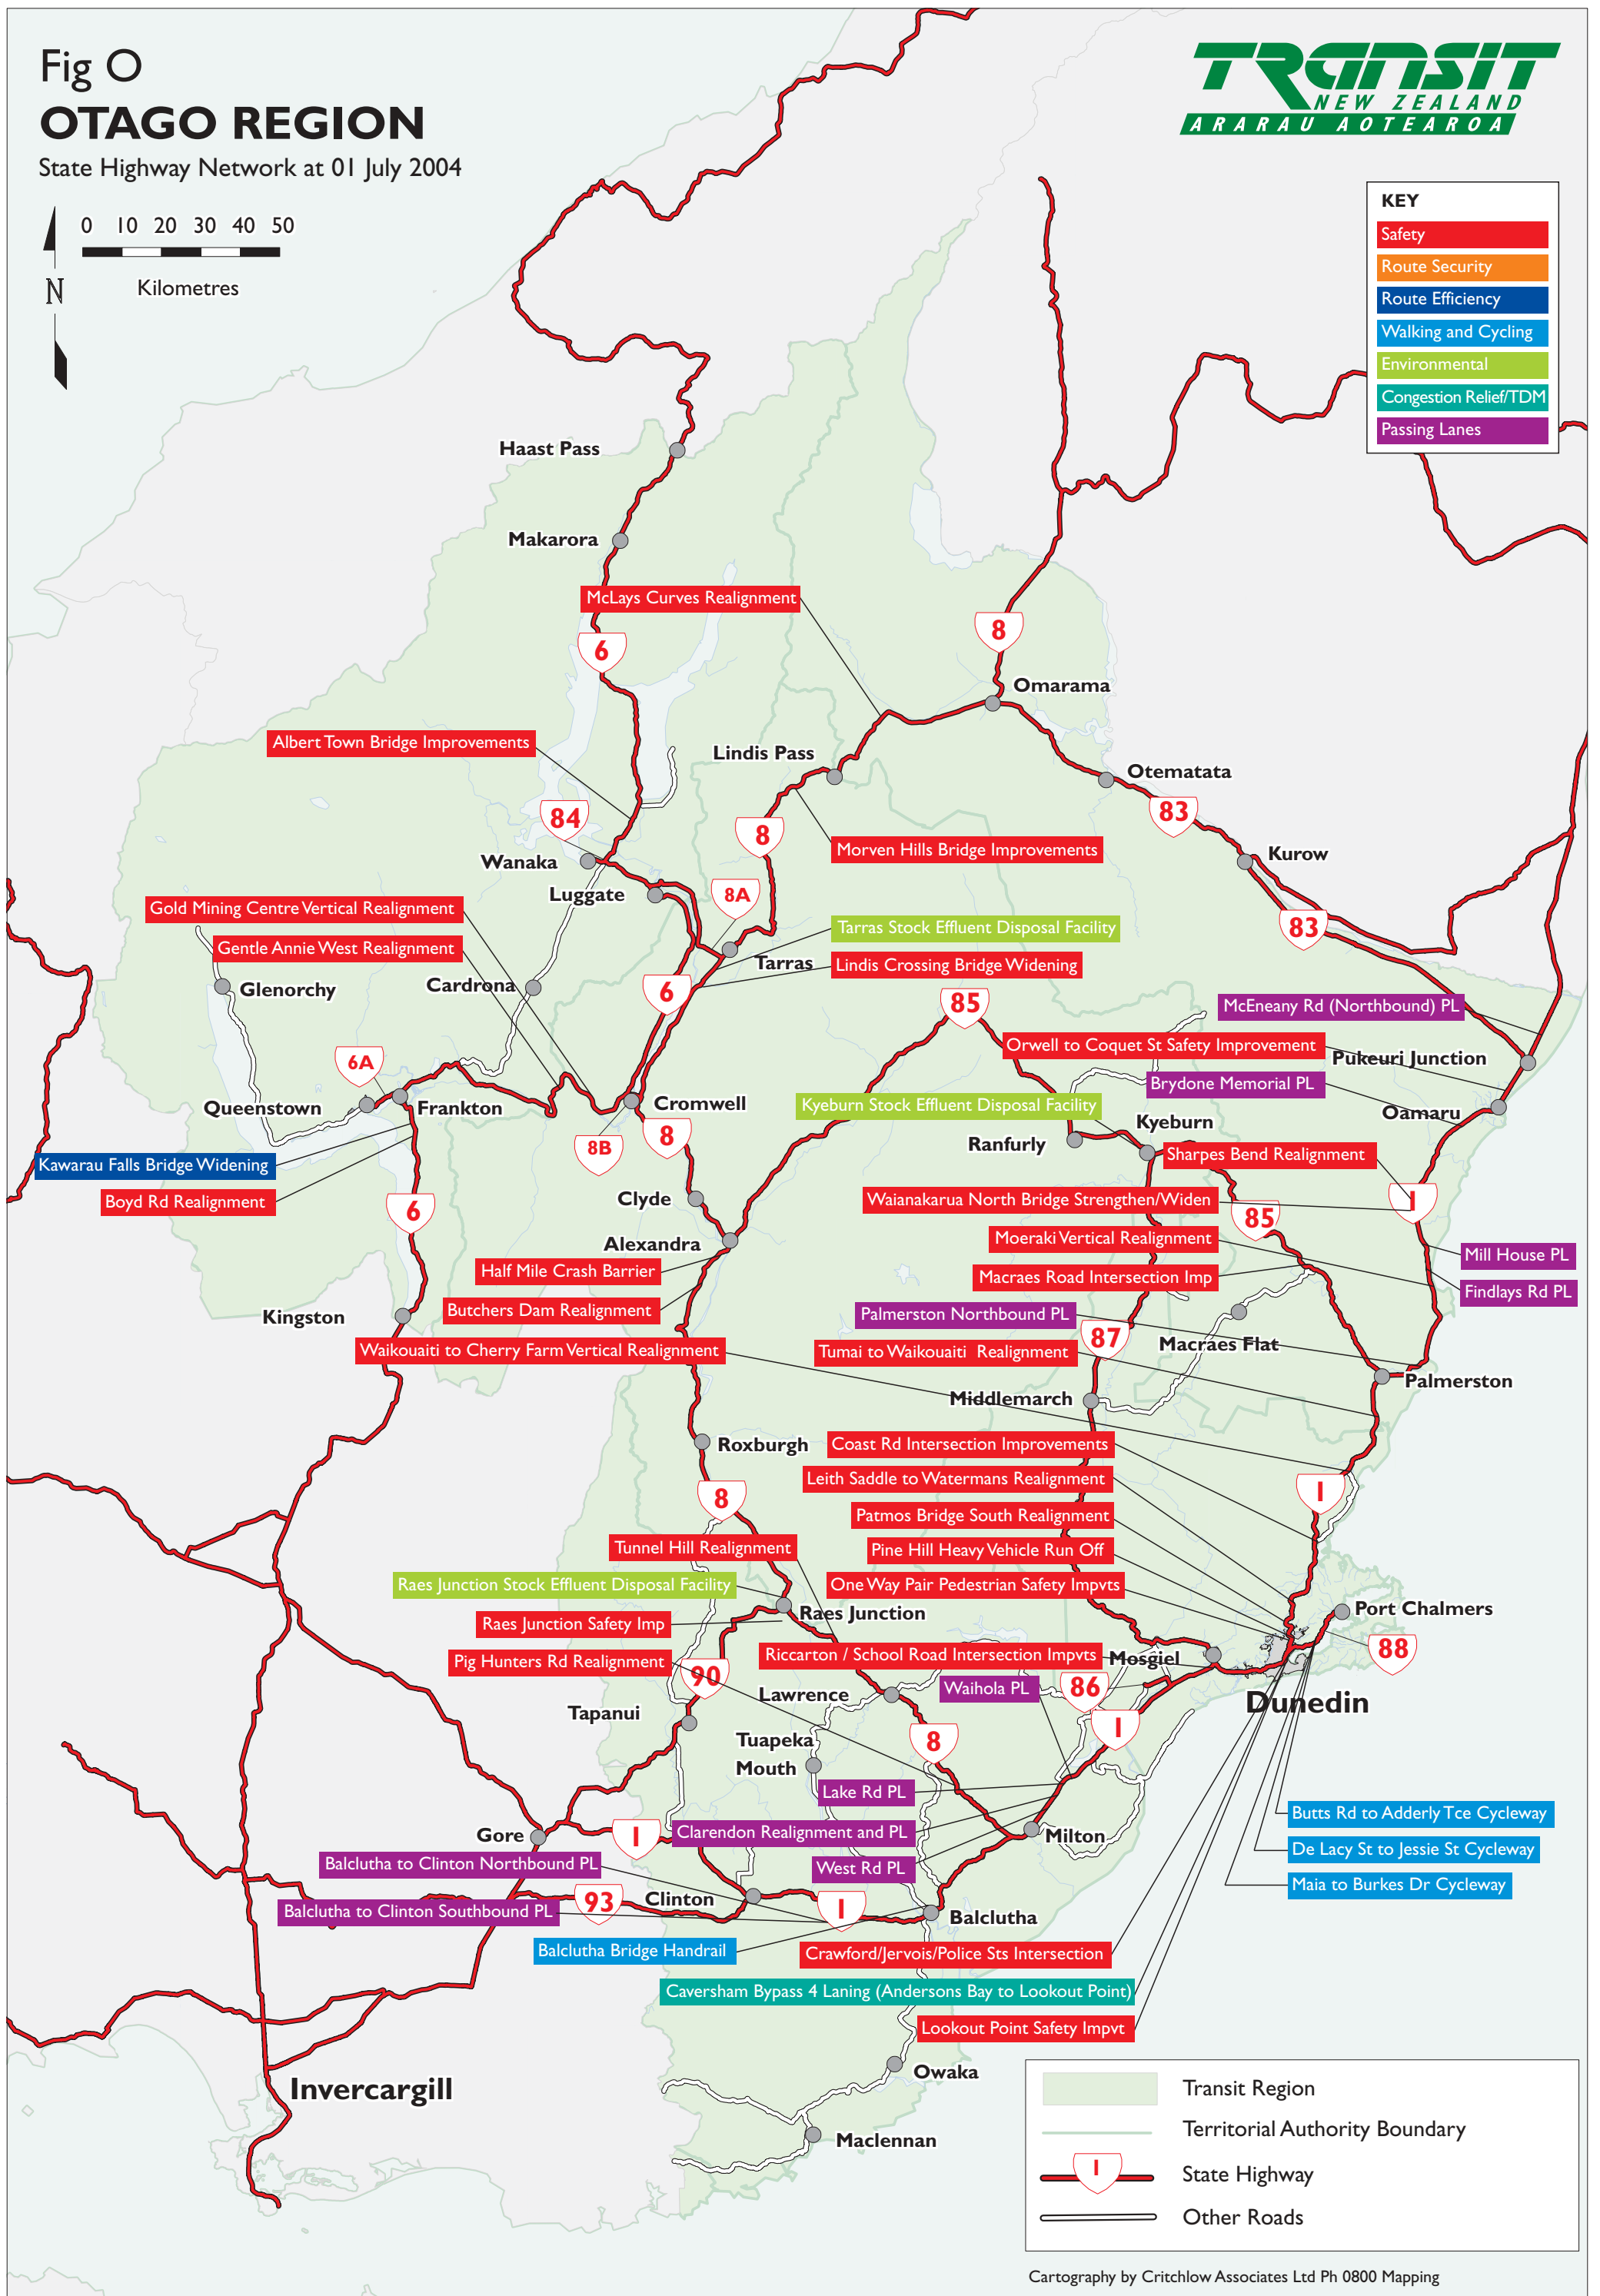 Fig O
OTAGO REGION
State Highway Network at 01 July 2004
0 10 20 30 40 50
Kilometres
N
TRANSIT
NEW ZEALAND
ARARAU AOTEAROA
KEY
Safety
Route Security
Route Efficiency
Walking and Cycling
Environmental
Congestion Relief/TDM
Passing Lanes
Haast Pass
Makarora
McLays Curves Realignment
8
6
Omarama
Albert Town Bridge Improvements
Lindis Pass
Otematata
84
83
8
Morven Hills Bridge Improvements
Wanaka
Kurow
Luggate
8A
Gold Mining Centre Vertical Realignment
Tarras Stock Effluent Disposal Facility
83
Gentle Annie West Realignment
Tarras
Lindis Crossing Bridge Widening
Glenorchy
Cardrona
6
85
McEneany Rd (Northbound) PL
Orwell to Coquet St Safety Improvement
Pukeuri Junction
6A
Brydone Memorial PL
Queenstown
Frankton
Cromwell
Kyeburn Stock Effluent Disposal Facility
Oamaru
Kyeburn
8B
8
Ranfurly
Sharpes Bend Realignment
Kawarau Falls Bridge Widening
Boyd Rd Realignment
Clyde
Waianakarua North Bridge Strengthen/Widen
1
6
85
Alexandra
Moeraki Vertical Realignment
Mill House PL
Half Mile Crash Barrier
Macraes Road Intersection Imp
Findlays Rd PL
Butchers Dam Realignment
Palmerston Northbound PL
Kingston
87
Macraes Flat
Waikouaiti to Cherry Farm Vertical Realignment
Tumai to Waikouaiti Realignment
Palmerston
Middlemarch
Roxburgh
Coast Rd Intersection Improvements
Leith Saddle to Watermans Realignment
8
1
Patmos Bridge South Realignment
Tunnel Hill Realignment
Pine Hill Heavy Vehicle Run Off
Raes Junction Stock Effluent Disposal Facility
One Way Pair Pedestrian Safety Impvts
Raes Junction
Port Chalmers
Raes Junction Safety Imp
88
Riccarton / School Road Intersection Impvts
Mosgiel
Pig Hunters Rd Realignment
90
Waihola PL
86
Lawrence
Dunedin
Tapanui
1
Tuapeka
Mouth
8
Lake Rd PL
Butts Rd to Adderly Tce Cycleway
Gore
1
Clarendon Realignment and PL
Milton
De Lacy St to Jessie St Cycleway
Balclutha to Clinton Northbound PL
West Rd PL
Maia to Burkes Dr Cycleway
93
Clinton
1
Balclutha to Clinton Southbound PL
Balclutha
Balclutha Bridge Handrail
Crawford/Jervois/Police Sts Intersection
Caversham Bypass 4 Laning (Andersons Bay to Lookout Point)
Lookout Point Safety Impvt
Owaka
Invercargill
Maclennan
Transit Region
Territorial Authority Boundary
1
State Highway
Other Roads
Cartography by Critchlow Associates Ltd Ph 0800 Mapping